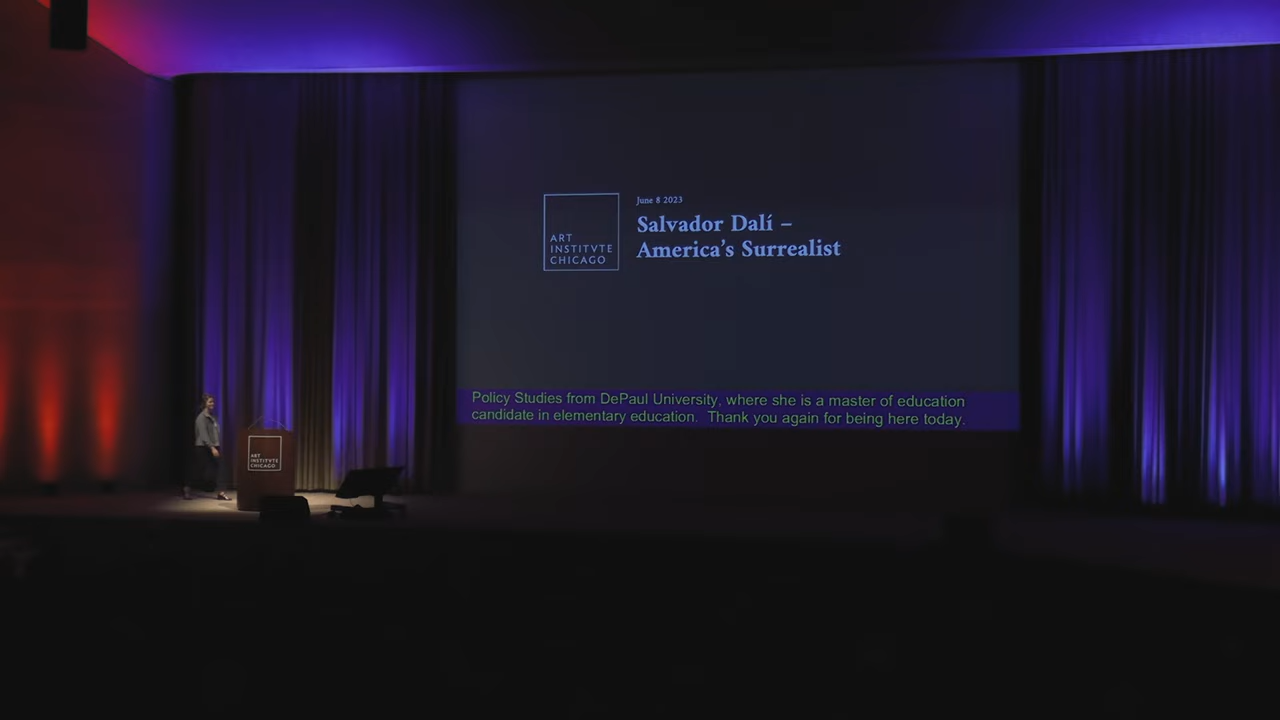 June 8 2023
Salvador Dalí –
America's Surrealist
ART
INSTITVTE
CHICAGO
Policy Studies from DePaul University, where she is a master of education
candidate in elementary education.  Thank you again for being here today.
ART
INSTITVTE
CHICAGO